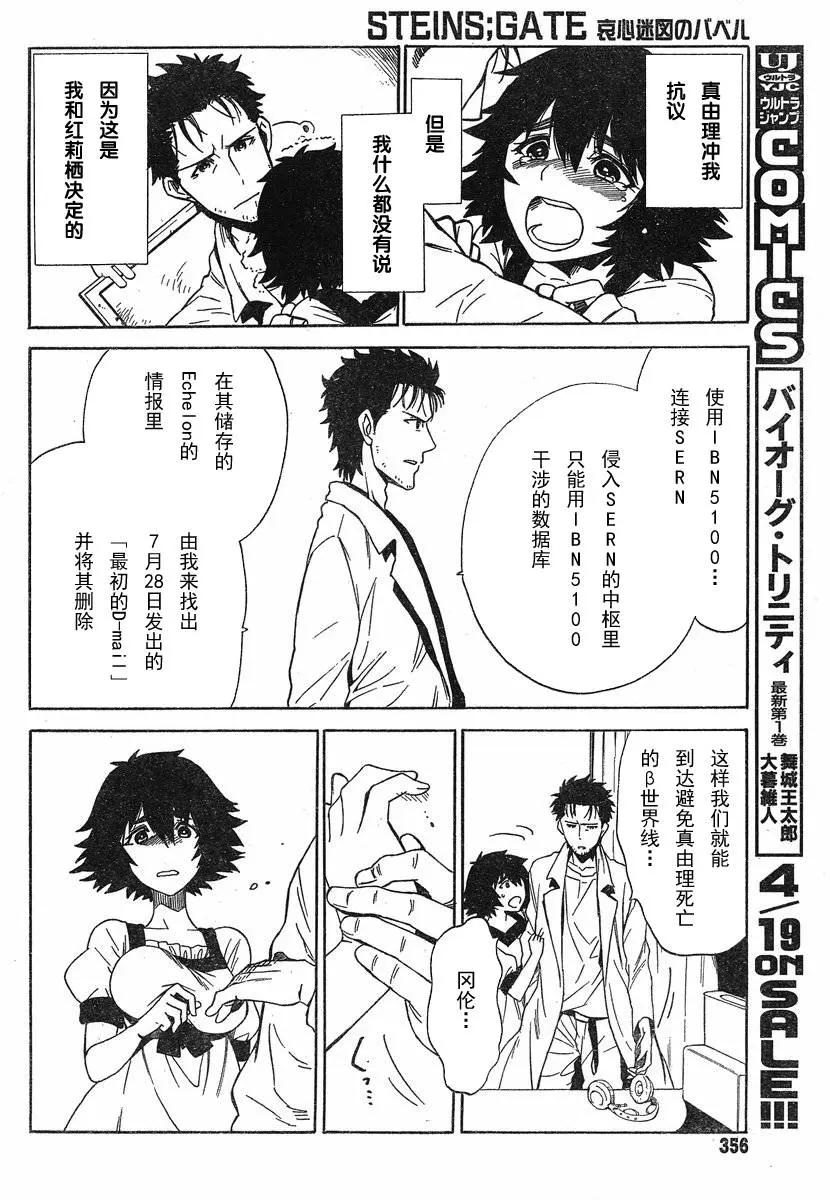 STEINS;GATE 哀心迷図のバベル
真由理冲我
抗议
但是
我什么都没有说
因为这是
我和红莉栖决定的
使用IBN5100…
连接SERN
侵入SERN的中枢里
只能用IBN5100
干涉的数据库
在其储存的
Echelon的
情报里
由我来找出
7月28日发出的
「最初的D-mail」
并将其删除
这样我们就能
到达避免真由理死亡
的β世界线…
冈伦…
UJ
ウルトラ
YJC
ウルトラ
ジャンプ
COMICS
バイオーグ・トリニティ
最新第1巻
舞城王太郎
大暮維人
4/19 ON SALE!!!
356